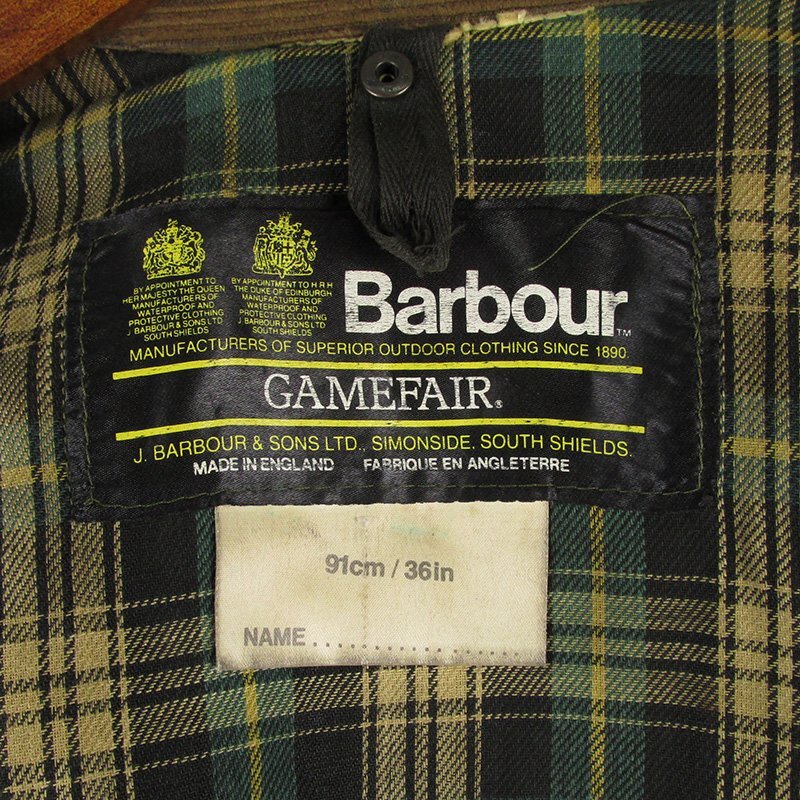 BY APPOINTMENT TO
HER MAJESTY THE QUEEN
MANUFACTURERS OF
WATERPROOF AND
PROTECTIVE CLOTHING
J. BARBOUR & SONS LTD
SOUTH SHIELDS
BY APPOINTMENT TO H R H
THE DUKE OF EDINBURGH
MANUFACTURERS OF
WATERPROOF AND
PROTECTIVE CLOTHING
J. BARBOUR & SONS LTD
SOUTH SHIELDS
Barbour™
MANUFACTURERS OF SUPERIOR OUTDOOR CLOTHING SINCE 1890.
GAMEFAIR®
J. BARBOUR & SONS LTD., SIMONSIDE. SOUTH SHIELDS.
MADE IN ENGLAND FABRIQUE EN ANGLETERRE
91cm / 36in
NAME....................